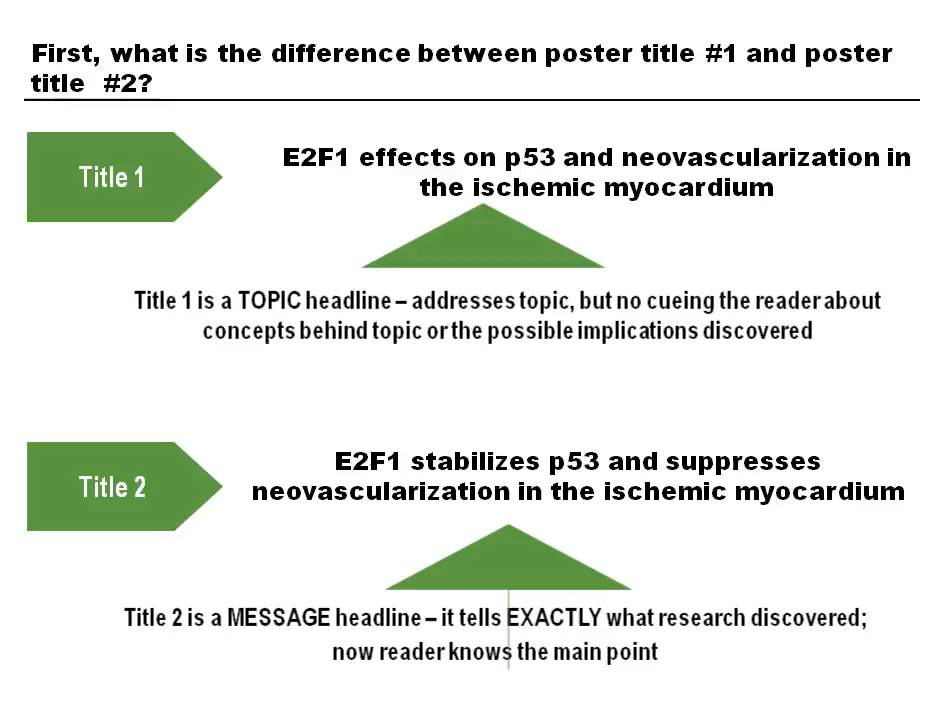 First, what is the difference between poster title #1 and poster
title #2?
Title 1
E2F1 effects on p53 and neovascularization in
the ischemic myocardium
Title 1 is a TOPIC headline – addresses topic, but no cueing the reader about
concepts behind topic or the possible implications discovered
Title 2
E2F1 stabilizes p53 and suppresses
neovascularization in the ischemic myocardium
Title 2 is a MESSAGE headline – it tells EXACTLY what research discovered;
now reader knows the main point